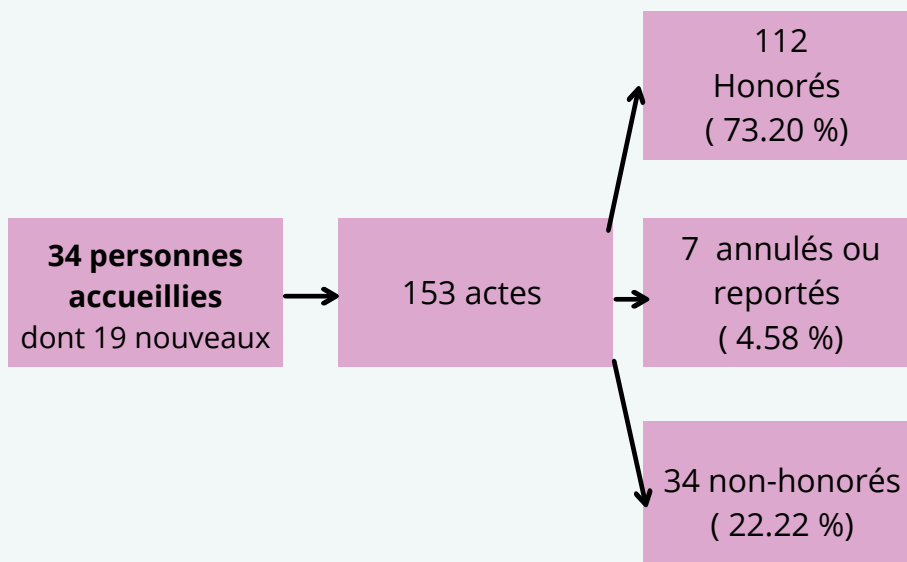 34 personnes
accueillies
dont 19 nouveaux
153 actes
112
Honorés
( 73.20 %)
7  annulés ou
reportés
( 4.58 %)
34 non-honorés
( 22.22 %)